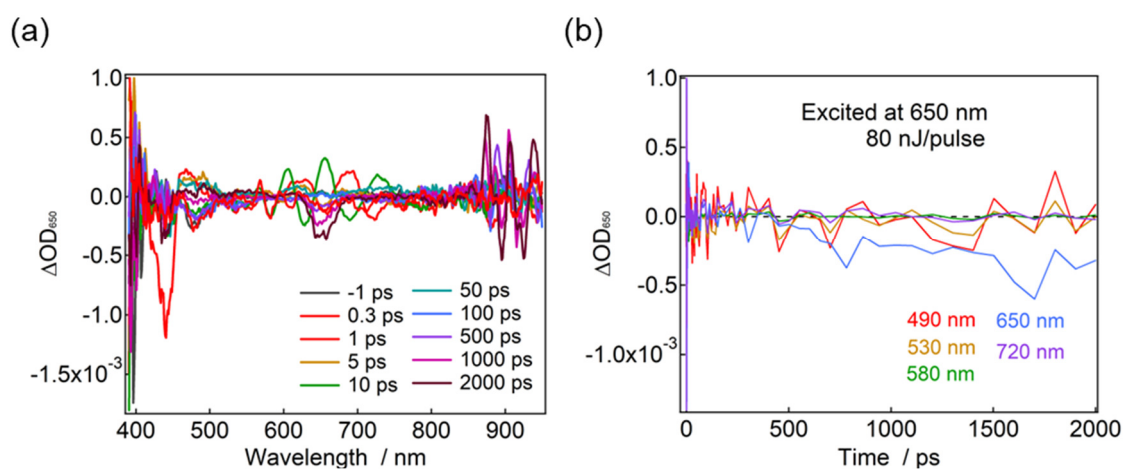 (a)
ΔOD650
1.0
0.5
0.0
-0.5
-1.0
-1.5x10-3
-1 ps
0.3 ps
1 ps
5 ps
10 ps
50 ps
100 ps
500 ps
1000 ps
2000 ps
400 500 600 700 800 900
Wavelength / nm
(b)
ΔOD650
1.0
0.5
0.0
-0.5
-1.0x10-3
Excited at 650 nm
80 nJ/pulse
490 nm
530 nm
580 nm
650 nm
720 nm
0 500 1000 1500 2000
Time / ps